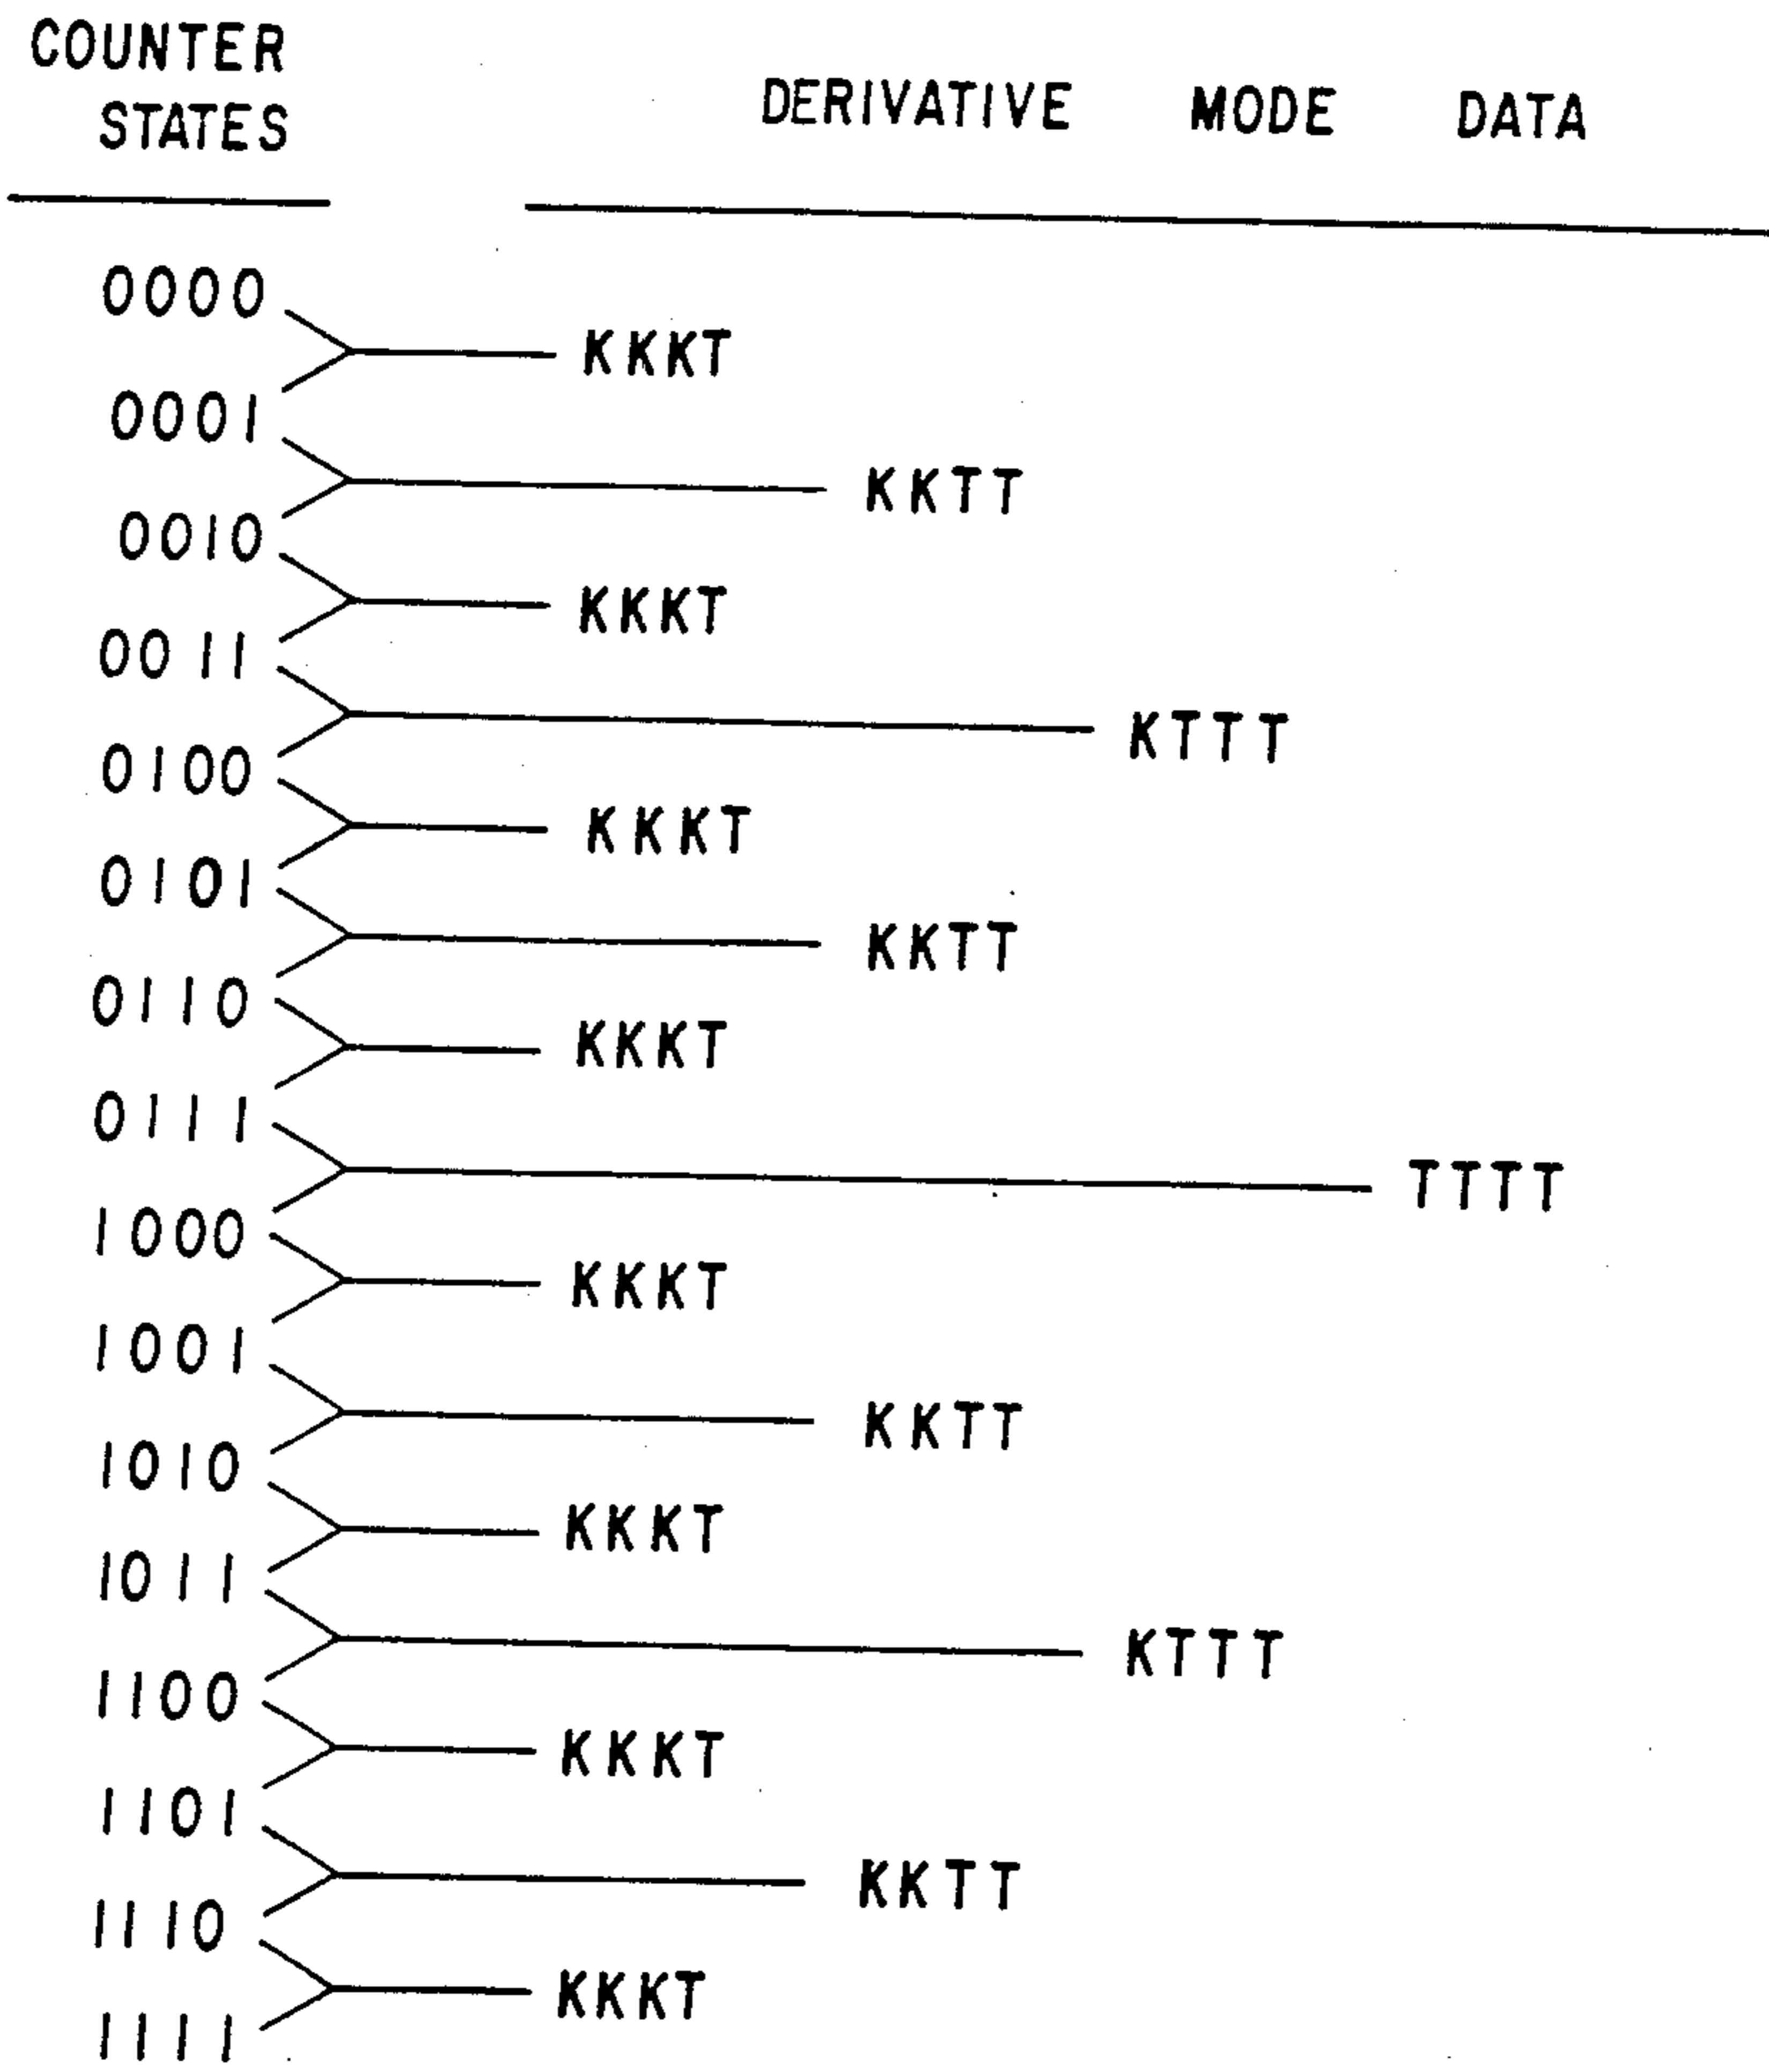 COUNTER
STATES
DERIVATIVE MODE DATA
0000
KKKT
0001
KKTT
0010
KKKT
0011
KTTT
0100
KKKT
0101
KKTT
0110
KKKT
0111
TTTT
1000
KKKT
1001
KKTT
1010
KKKT
1011
KTTT
1100
KKKT
1101
KKTT
1110
KKKT
1111